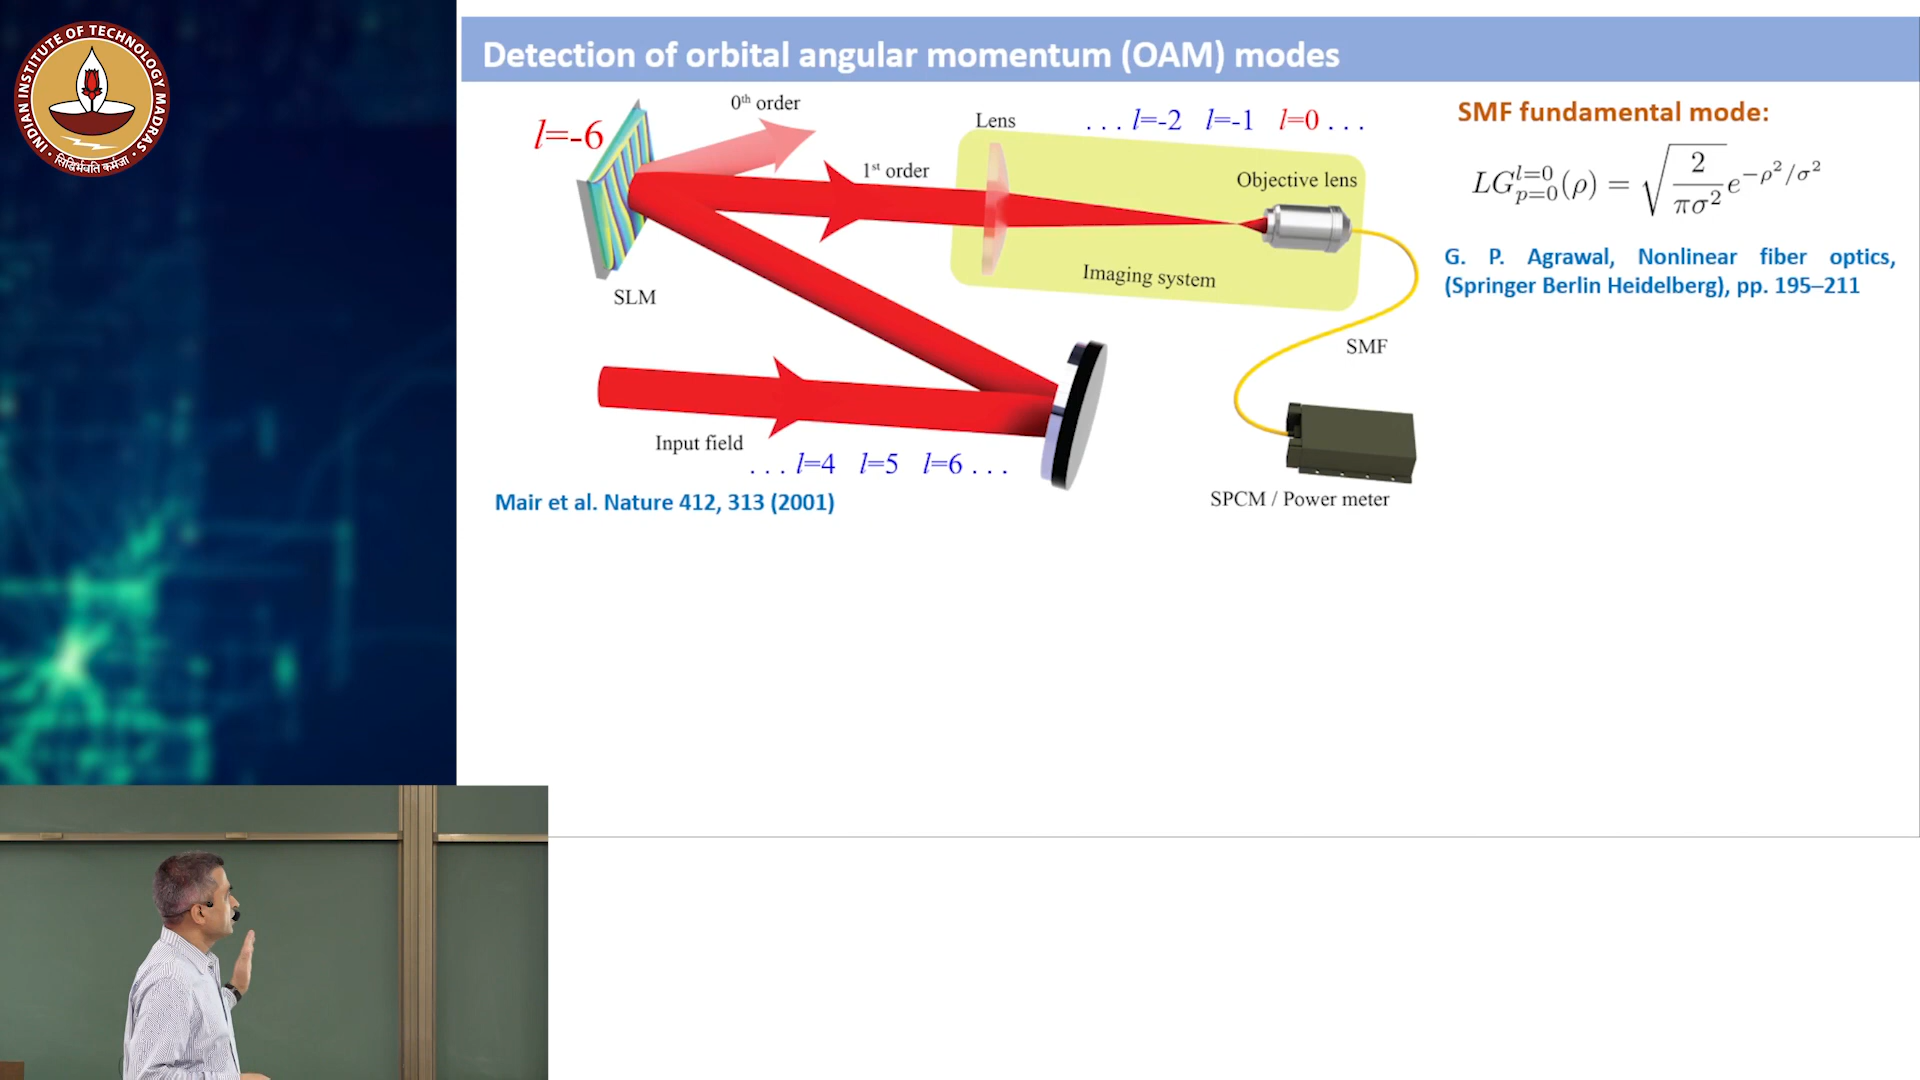 INDIAN INSTITUTE OF TECHNOLOGY MADRAS
सिद्धिर्भवति कर्मजा
Detection of orbital angular momentum (OAM) modes
l=-6
0th order
1st order
Lens
. . . l=-2 l=-1 l=0 . . .
Objective lens
Imaging system
SLM
SMF
Input field
. . . l=4 l=5 l=6 . . .
Mair et al. Nature 412, 313 (2001)
SPCM / Power meter
SMF fundamental mode:
LG^{l=0}_{p=0}(ρ) = √(2/πσ²) e^{−ρ²/σ²}
G. P. Agrawal, Nonlinear fiber optics,
(Springer Berlin Heidelberg), pp. 195–211